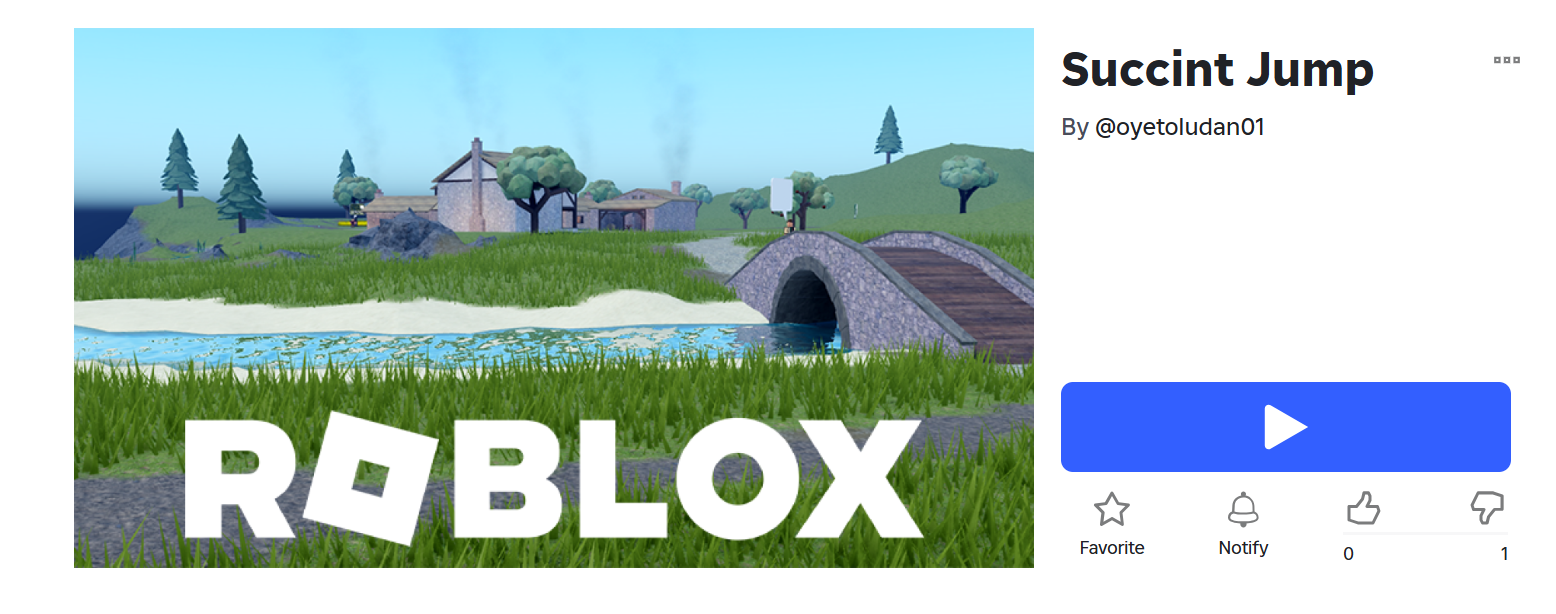 Succint Jump
By @oyetoludan01
ROBLOX
Favorite
Notify
0
1